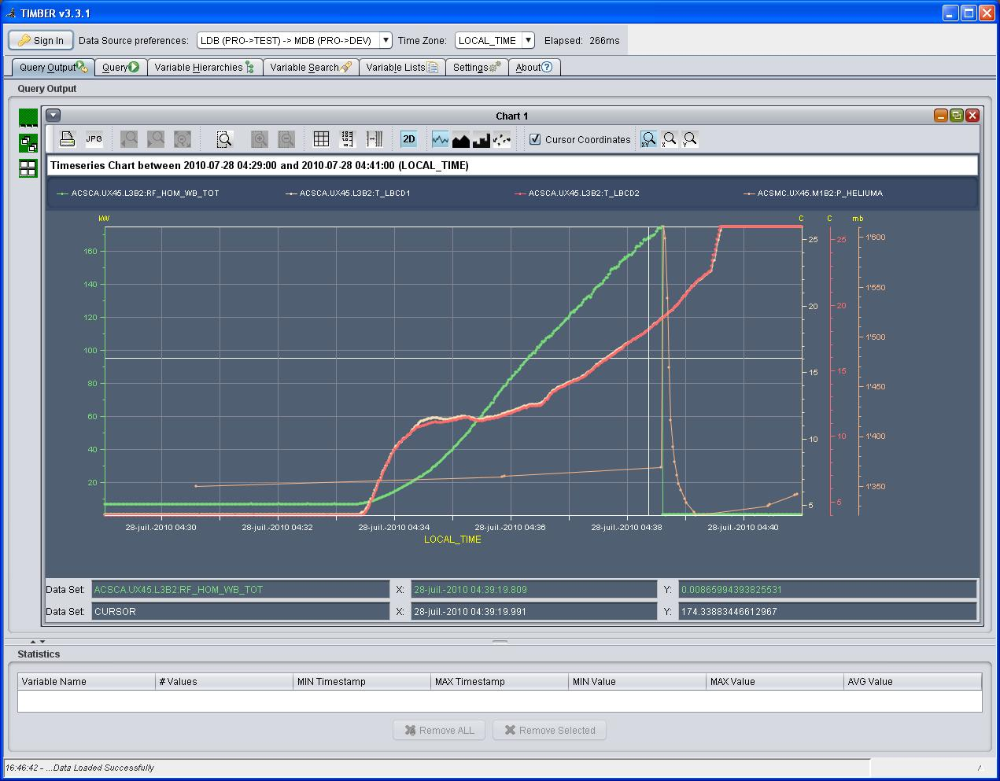 TIMBER v3.3.1
Sign In Data Source preferences: LDB (PRO->TEST) -> MDB (PRO->DEV) Time Zone: LOCAL_TIME Elapsed: 266ms
Query Output Query Variable Hierarchies Variable Search Variable Lists Settings About
Query Output
Chart 1
JPG 2D Cursor Coordinates XY X Y
Timeseries Chart between 2010-07-28 04:29:00 and 2010-07-28 04:41:00 (LOCAL_TIME)
ACSCA.UX45.L3B2:RF_HOM_WB_TOT ACSCA.UX45.L3B2:T_LBCD1 ACSCA.UX45.L3B2:T_LBCD2 ACSMC.UX45.M1B2:P_HELIUMA
kW C C mb
160 25 25 1'600
140 20 20 1'550
120 15 15 1'500
100 10 10 1'450
80 5 5 1'400
60 1'350
40
20
28-juil.-2010 04:30 28-juil.-2010 04:32 28-juil.-2010 04:34 28-juil.-2010 04:36 28-juil.-2010 04:38 28-juil.-2010 04:40
LOCAL_TIME
Data Set: ACSCA.UX45.L3B2:RF_HOM_WB_TOT X: 28-juil.-2010 04:39:19.809 Y: 0.00865994393825531
Data Set: CURSOR X: 28-juil.-2010 04:39:19.991 Y: 174.33883446612967
Statistics
Variable Name # Values MIN Timestamp MAX Timestamp MIN Value MAX Value AVG Value
Remove ALL Remove Selected
16:46:42 - ...Data Loaded Successfully